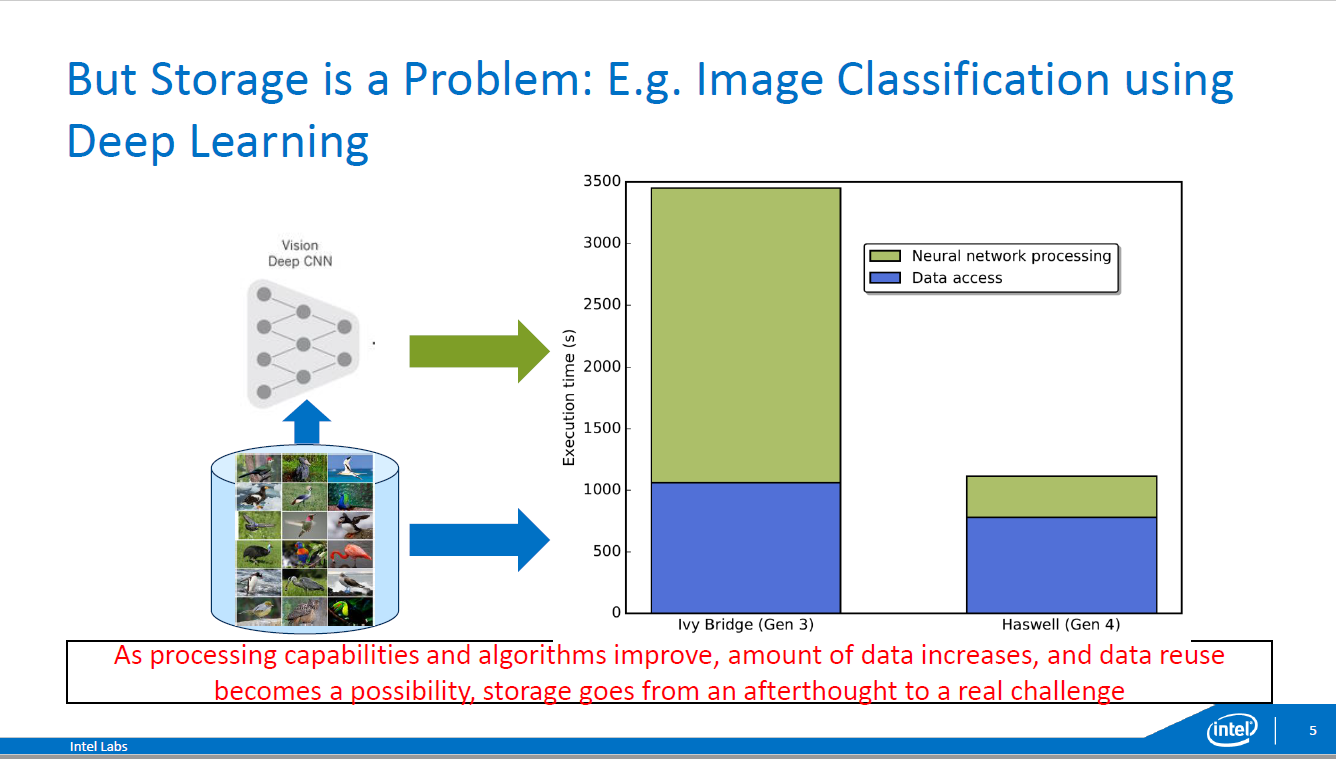 But Storage is a Problem: E.g. Image Classification using
Deep Learning
Vision
Deep CNN
3500
3000
2500
2000
1500
1000
500
0
Execution time (s)
Neural network processing
Data access
Ivy Bridge (Gen 3)
Haswell (Gen 4)
As processing capabilities and algorithms improve, amount of data increases, and data reuse
becomes a possibility, storage goes from an afterthought to a real challenge
Intel Labs
intel
5